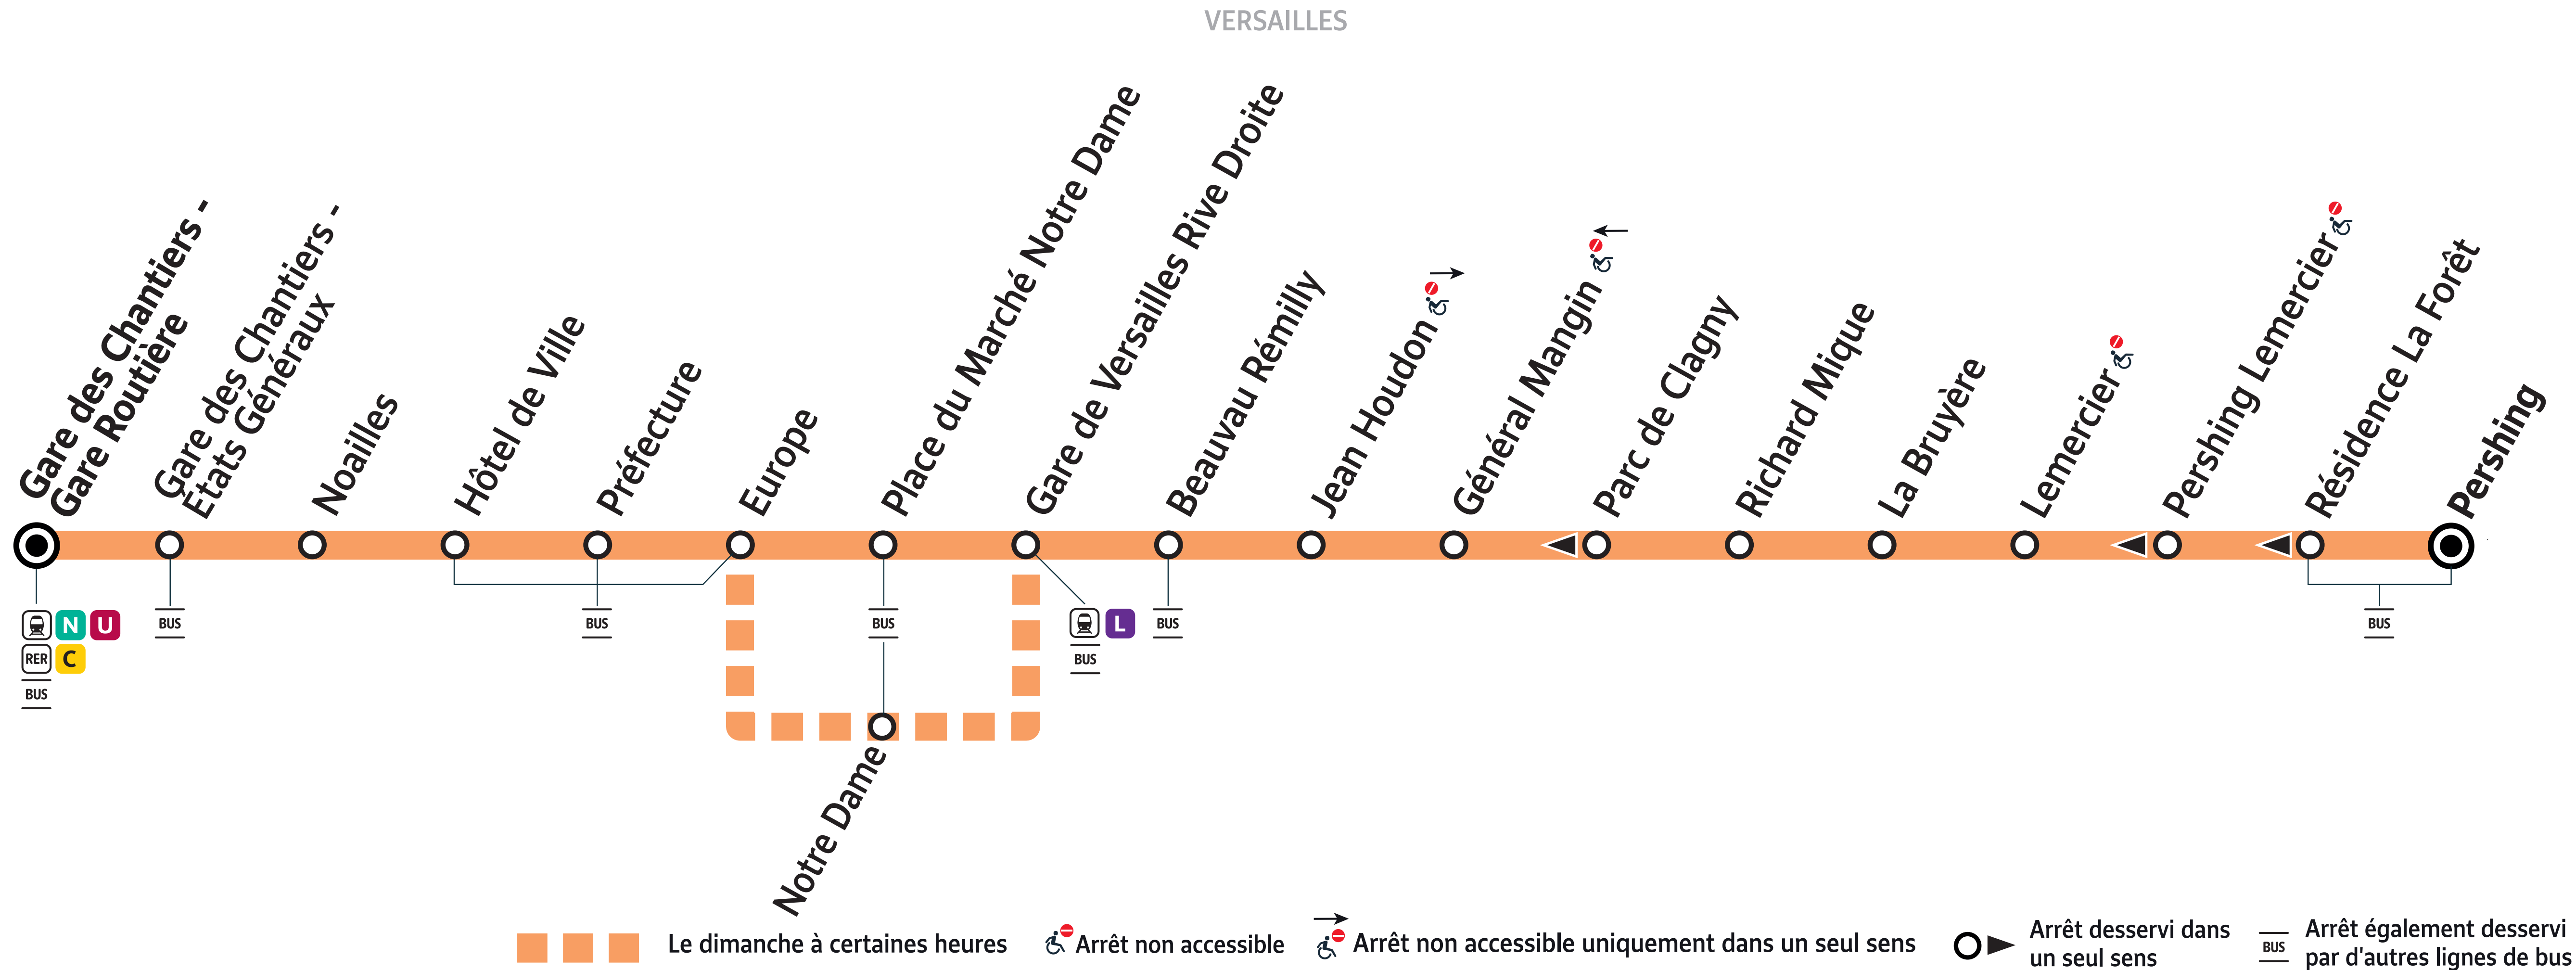 VERSAILLES
Gare des Chantiers -
Gare Routière
Gare des Chantiers -
États Généraux
Noailles
Hôtel de Ville
Préfecture
Europe
Place du Marché Notre Dame
Gare de Versailles Rive Droite
Beauvau Rémilly
Jean Houdon
Général Mangin
Parc de Clagny
Richard Mique
La Bruyère
Lemercier
Pershing Lemercier
Résidence La Forêt
Pershing
N U
RER C
BUS
BUS
BUS
BUS
L
BUS
BUS
BUS
Notre Dame
Le dimanche à certaines heures
Arrêt non accessible
Arrêt non accessible uniquement dans un seul sens
Arrêt desservi dans
un seul sens
BUS
Arrêt également desservi
par d'autres lignes de bus